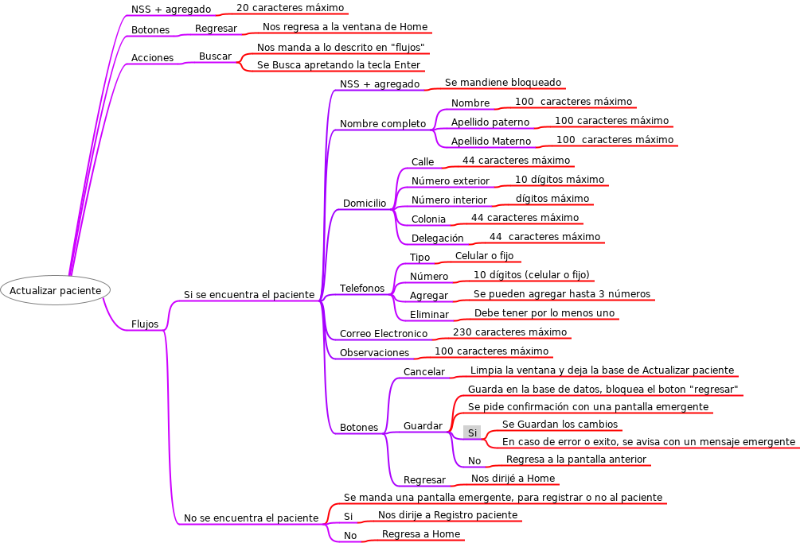 Actualizar paciente
NSS + agregado
20 caracteres máximo
Botones
Regresar
Nos regresa a la ventana de Home
Acciones
Buscar
Nos manda a lo descrito en "flujos"
Se Busca apretando la tecla Enter
Flujos
Si se encuentra el paciente
NSS + agregado
Se mandiene bloqueado
Nombre completo
Nombre
100 caracteres máximo
Apellido paterno
100 caracteres máximo
Apellido Materno
100 caracteres máximo
Domicilio
Calle
44 caracteres máximo
Número exterior
10 dígitos máximo
Número interior
dígitos máximo
Colonia
44 caracteres máximo
Delegación
44 caracteres máximo
Telefonos
Tipo
Celular o fijo
Número
10 dígitos (celular o fijo)
Agregar
Se pueden agregar hasta 3 números
Eliminar
Debe tener por lo menos uno
Correo Electronico
230 caracteres máximo
Observaciones
100 caracteres máximo
Botones
Cancelar
Limpia la ventana y deja la base de Actualizar paciente
Guardar
Guarda en la base de datos, bloquea el boton "regresar"
Se pide confirmación con una pantalla emergente
Si
Se Guardan los cambios
En caso de error o exito, se avisa con un mensaje emergente
No
Regresa a la pantalla anterior
Regresar
Nos dirijé a Home
No se encuentra el paciente
Se manda una pantalla emergente, para registrar o no al paciente
Si
Nos dirije a Registro paciente
No
Regresa a Home